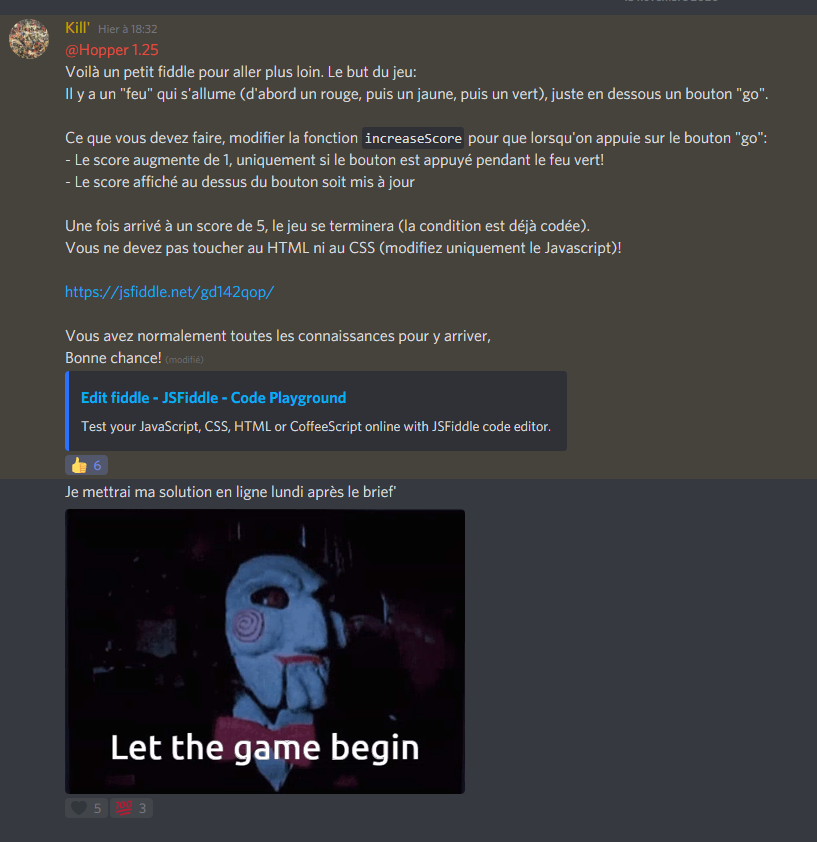 Kill' Hier à 18:32
@Hopper 1.25
Voilà un petit fiddle pour aller plus loin. Le but du jeu:
Il y a un "feu" qui s'allume (d'abord un rouge, puis un jaune, puis un vert), juste en dessous un bouton "go".
Ce que vous devez faire, modifier la fonction increaseScore pour que lorsqu'on appuie sur le bouton "go":
- Le score augmente de 1, uniquement si le bouton est appuyé pendant le feu vert!
- Le score affiché au dessus du bouton soit mis à jour
Une fois arrivé à un score de 5, le jeu se terminera (la condition est déjà codée).
Vous ne devez pas toucher au HTML ni au CSS (modifiez uniquement le Javascript)!
https://jsfiddle.net/gd142qop/
Vous avez normalement toutes les connaissances pour y arriver,
Bonne chance! (modifié)
Edit fiddle - JSFiddle - Code Playground
Test your JavaScript, CSS, HTML or CoffeeScript online with JSFiddle code editor.
6
Je mettrai ma solution en ligne lundi après le brief'
Let the game begin
5 3